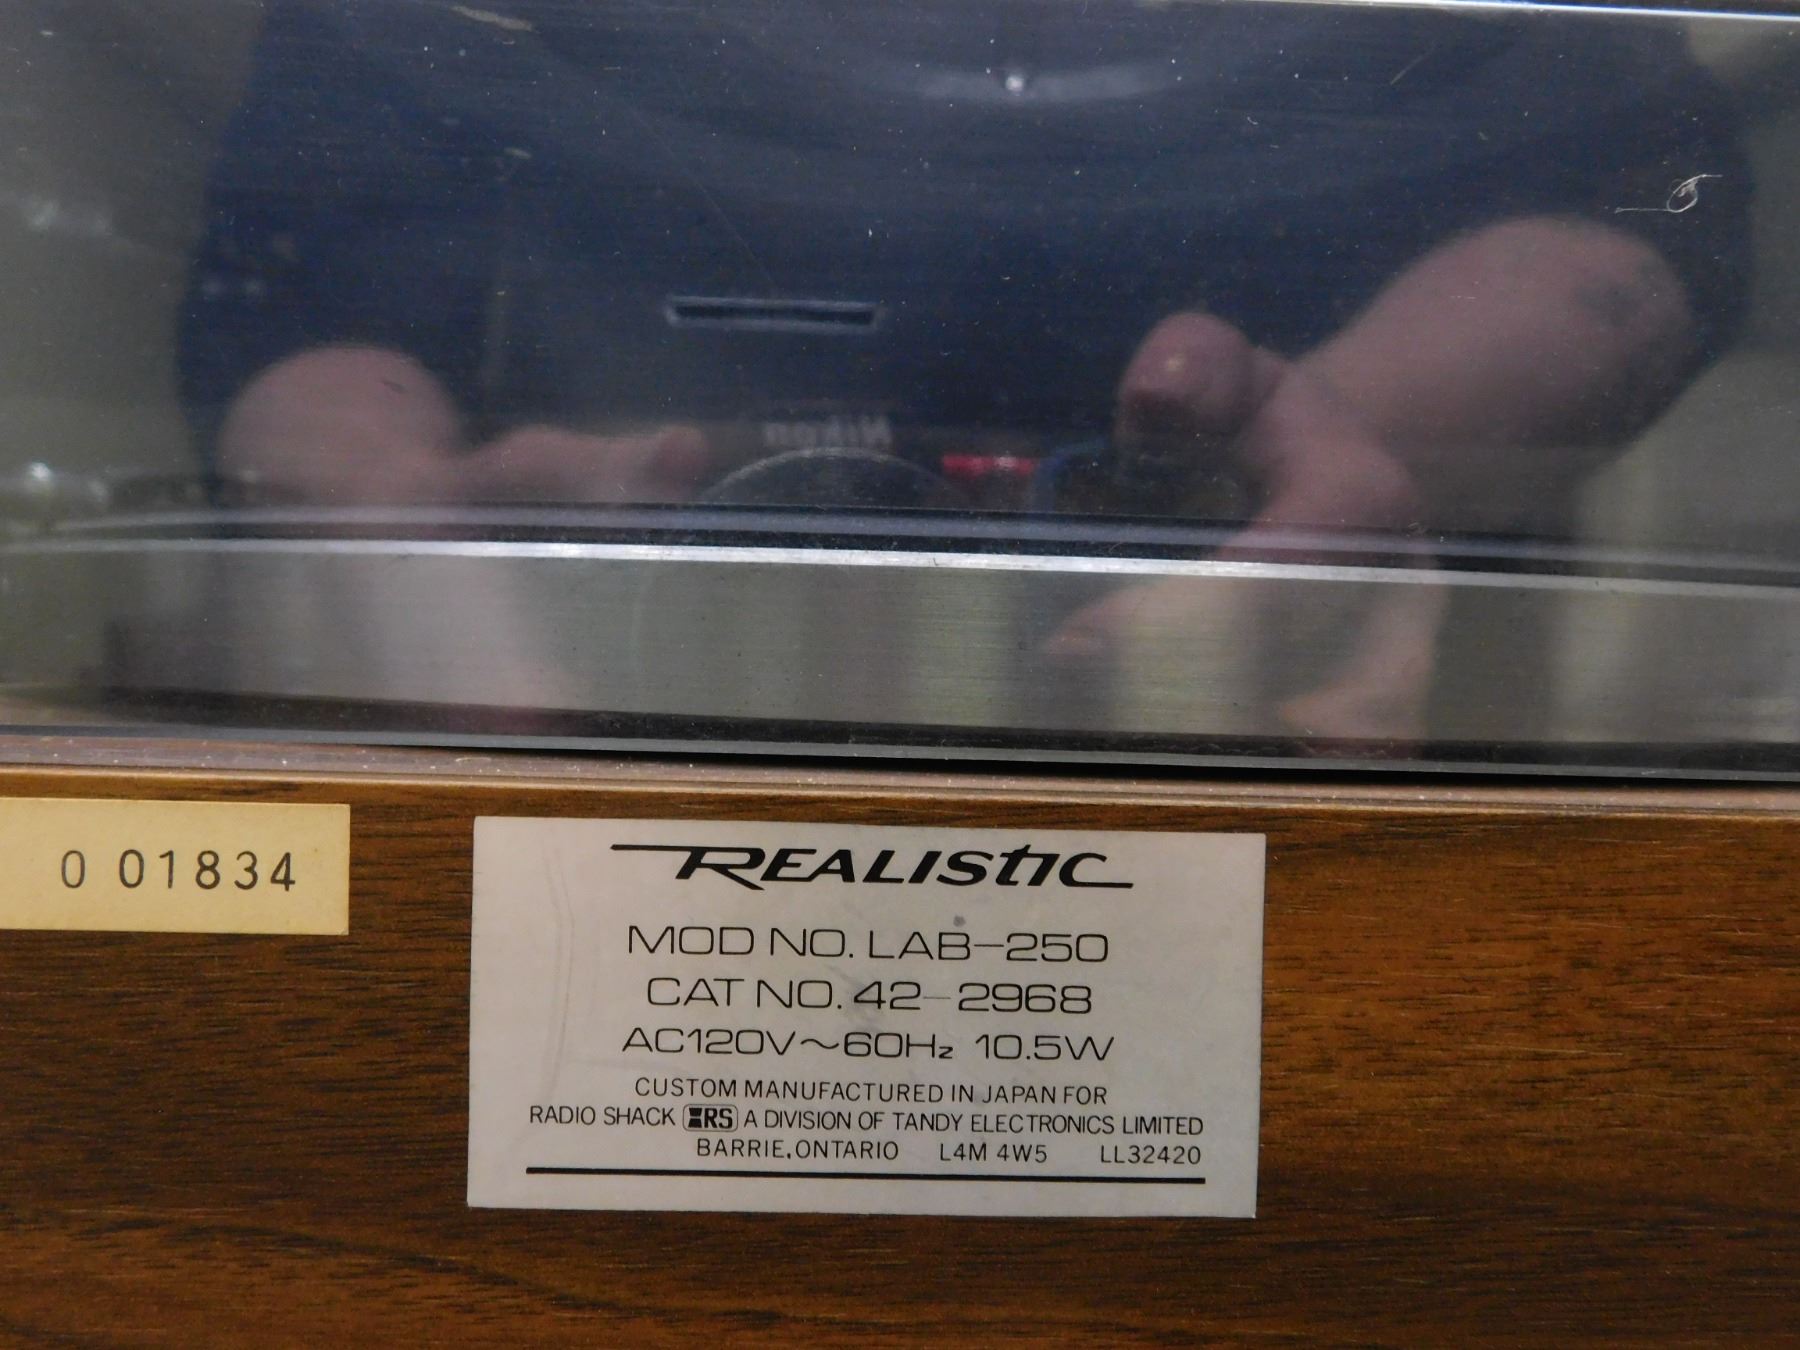 Nikon
0 01834
REALISTIC
MOD NO. LAB-250
CAT NO. 42-2968
AC120V~60Hz 10.5W
CUSTOM MANUFACTURED IN JAPAN FOR
RADIO SHACK RS A DIVISION OF TANDY ELECTRONICS LIMITED
BARRIE, ONTARIO L4M 4W5 LL32420